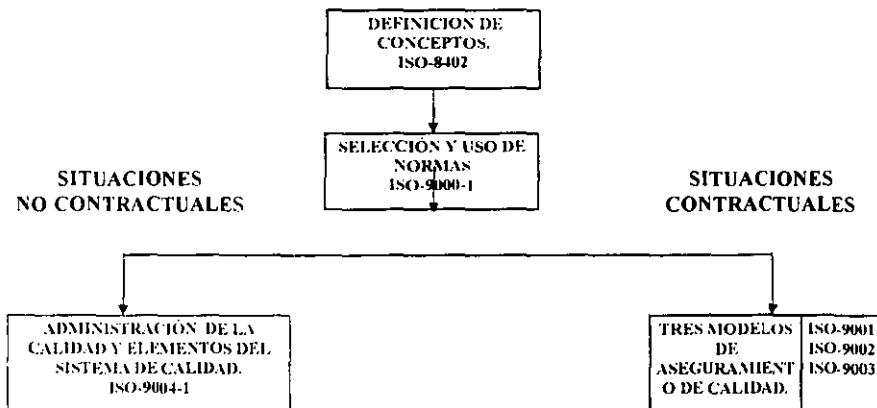 DEFINICION DE
CONCEPTOS.
ISO-8402
SELECCIÓN Y USO DE
NORMAS
ISO-9000-1
SITUACIONES
NO CONTRACTUALES
SITUACIONES
CONTRACTUALES
ADMINISTRACIÓN DE LA
CALIDAD Y ELEMENTOS DEL
SISTEMA DE CALIDAD.
ISO-9004-1
TRES MODELOS
DE
ASEGURAMIENT
O DE CALIDAD.
ISO-9001
ISO-9002
ISO-9003